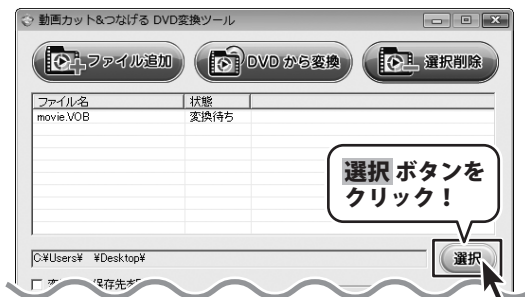 動画カット&つなげる DVD変換ツール
ファイル追加 DVD から変換 選択削除
ファイル名 状態
movie.VOB 変換待ち
選択 ボタンを
クリック！
C:¥Users¥ ¥Desktop¥ 選択